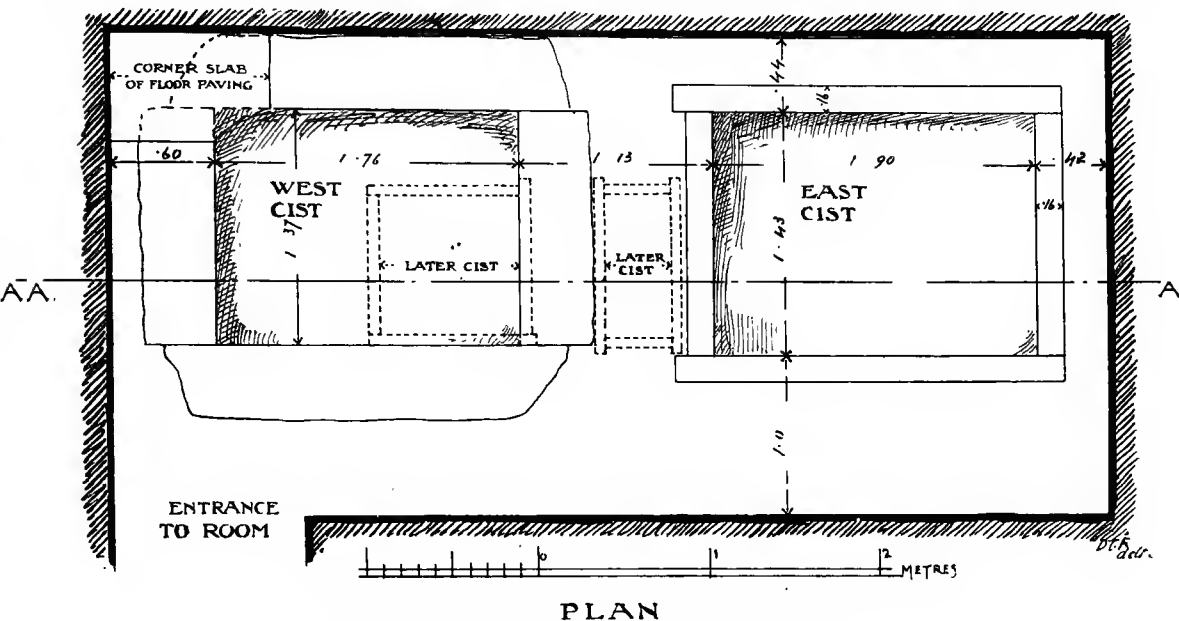 CORNER SLAB
OF FLOOR PAVING
·44
·16
·60
1·76
1·13
1·90
·42
WEST
CIST
EAST
CIST
·16
1·37
1·43
LATER CIST
LATER
CIST
A A.
A
1·0
ENTRANCE
TO ROOM
0
1
2
METRES
delt.
PLAN